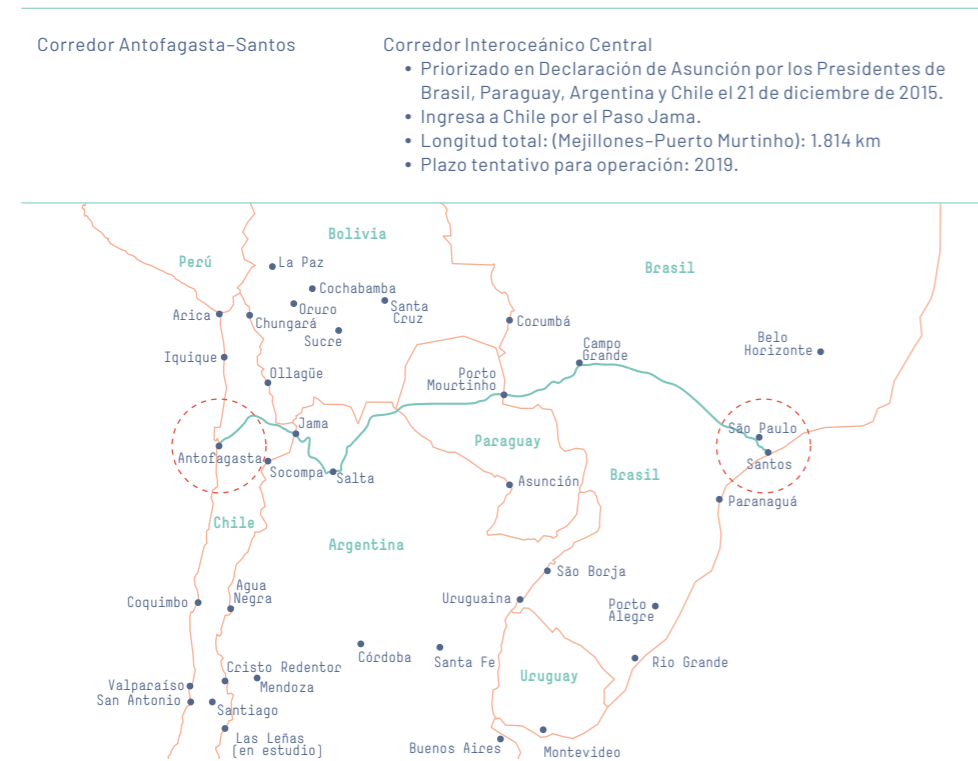 Corredor Antofagasta–Santos
Corredor Interoceánico Central
• Priorizado en Declaración de Asunción por los Presidentes de
Brasil, Paraguay, Argentina y Chile el 21 de diciembre de 2015.
• Ingresa a Chile por el Paso Jama.
• Longitud total: (Mejillones–Puerto Murtinho): 1.814 km
• Plazo tentativo para operación: 2019.
Bolivia
Perú
La Paz
Brasil
Cochabamba
Oruro
Santa
Cruz
Arica
Chungará
Sucre
Corumbá
Belo
Horizonte
Iquique
Campo
Grande
Ollagüe
Porto
Mourtinho
Jama
São Paulo
Antofagasta
Paraguay
Santos
Socompa
Salta
Asunción
Brasil
Paranaguá
Chile
Argentina
São Borja
Agua
Negra
Coquimbo
Uruguaina
Porto
Alegre
Córdoba
Santa Fe
Rio Grande
Cristo Redentor
Uruguay
Valparaíso
Mendoza
San Antonio
Santiago
Las Leñas
(en estudio)
Buenos Aires
Montevideo